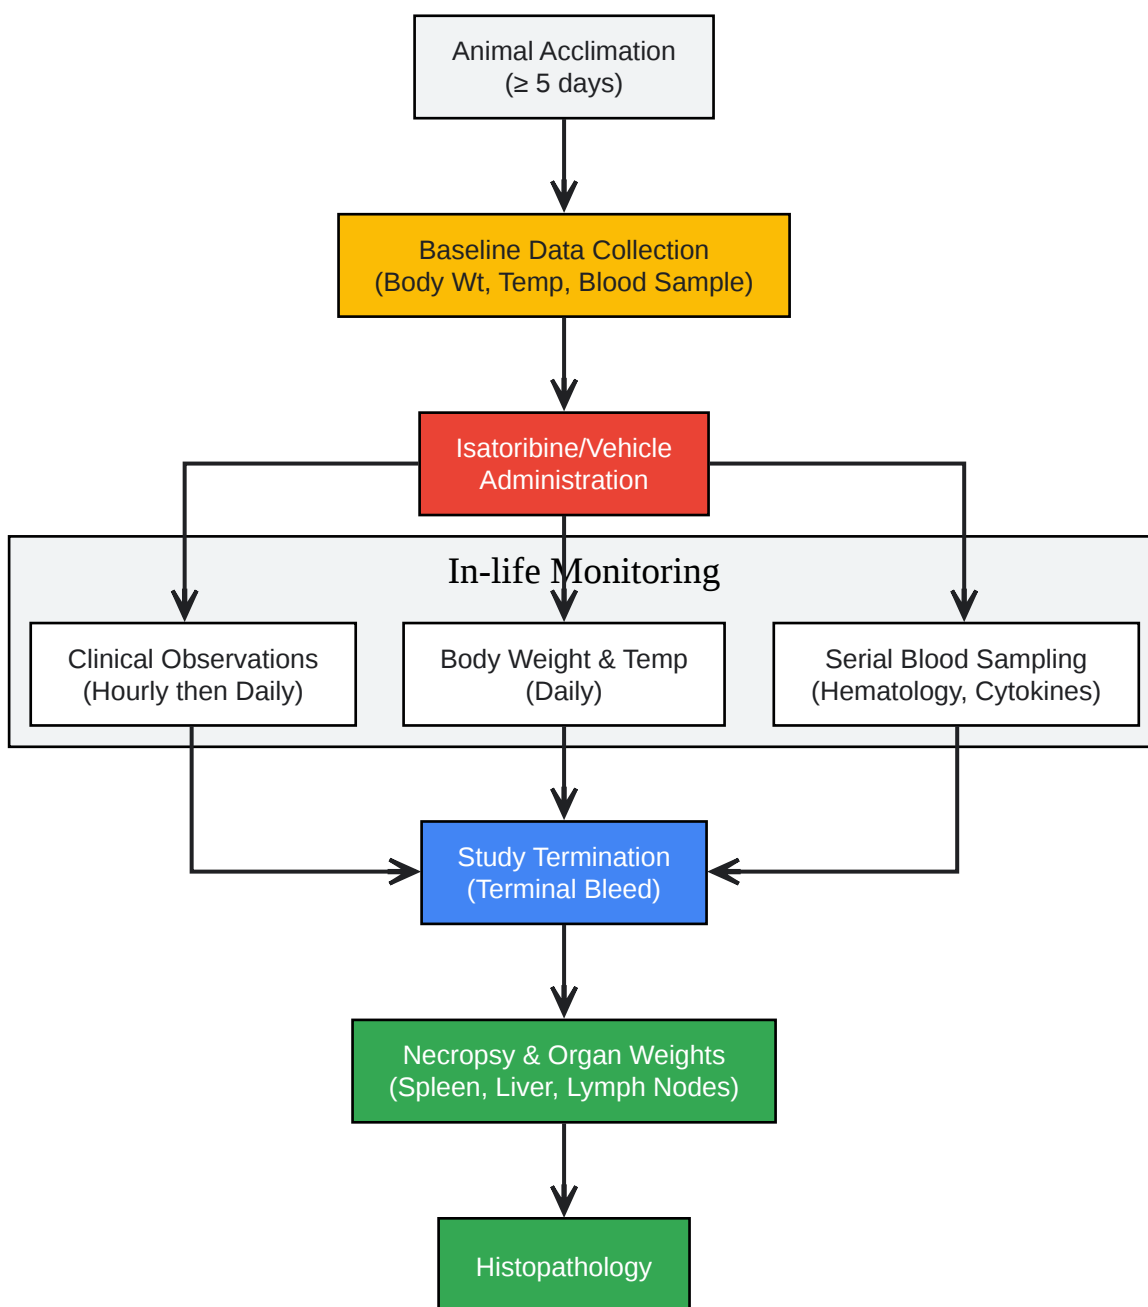 Animal Acclimation
(≥ 5 days)
Baseline Data Collection
(Body Wt, Temp, Blood Sample)
Isatoribine/Vehicle
Administration
In-life Monitoring
Clinical Observations
(Hourly then Daily)
Body Weight & Temp
(Daily)
Serial Blood Sampling
(Hematology, Cytokines)
Study Termination
(Terminal Bleed)
Necropsy & Organ Weights
(Spleen, Liver, Lymph Nodes)
Histopathology